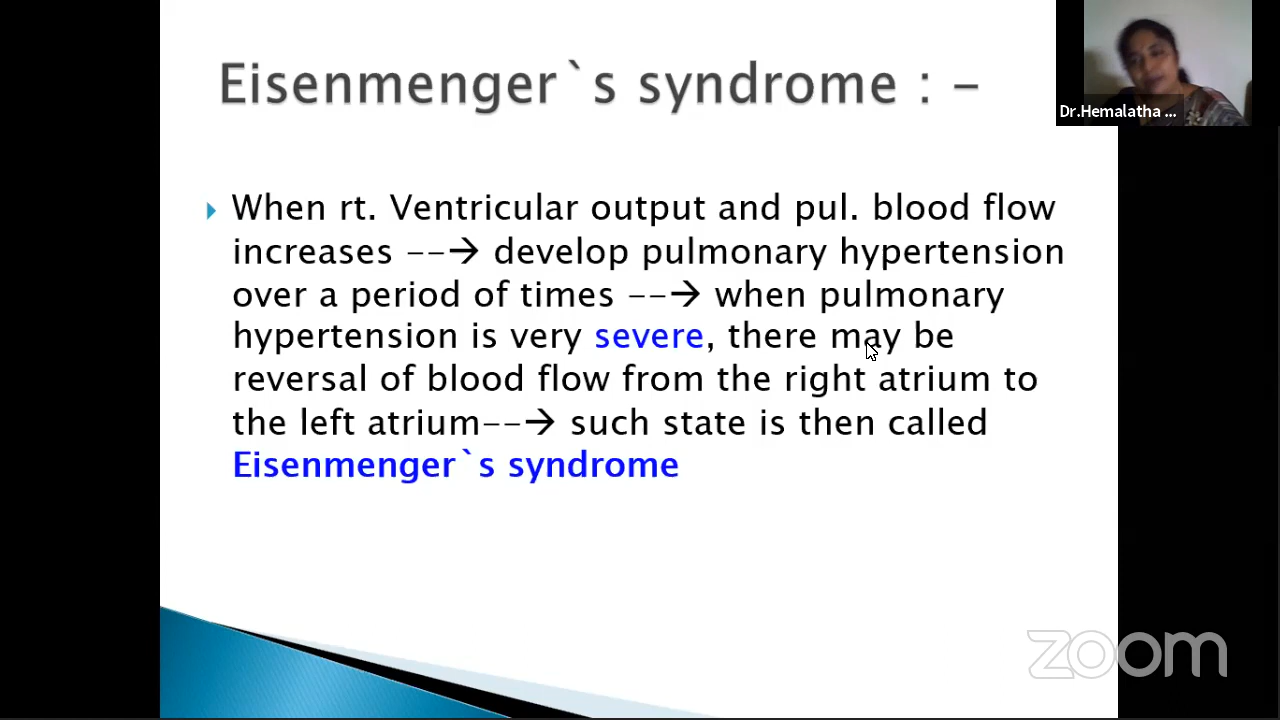 Eisenmenger`s syndrome : -
Dr.Hemalatha ...
When rt. Ventricular output and pul. blood flow
increases --→ develop pulmonary hypertension
over a period of times --→ when pulmonary
hypertension is very severe, there may be
reversal of blood flow from the right atrium to
the left atrium--→ such state is then called
Eisenmenger`s syndrome
zoom